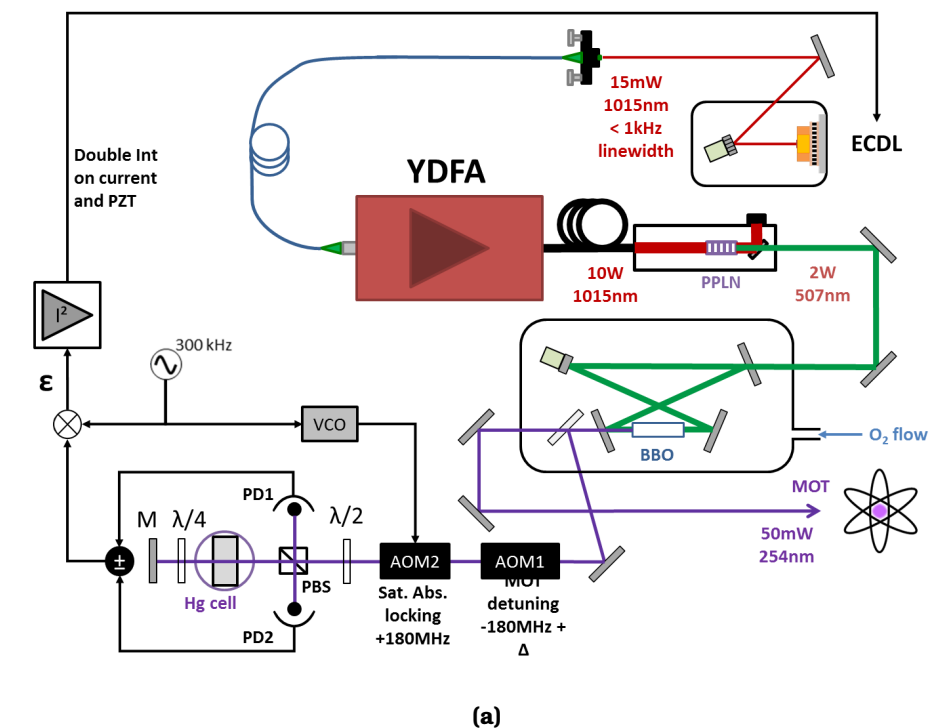 15mW
1015nm
< 1kHz
linewidth
ECDL
Double Int
on current
and PZT
YDFA
10W
1015nm
PPLN
2W
507nm
I²
300 kHz
ε
VCO
BBO
O₂ flow
MOT
50mW
254nm
PD1
M
λ/4
λ/2
±
AOM2
AOM1
PBS
Hg cell
PD2
Sat. Abs.
locking
+180MHz
MOT
detuning
-180MHz +
Δ
(a)